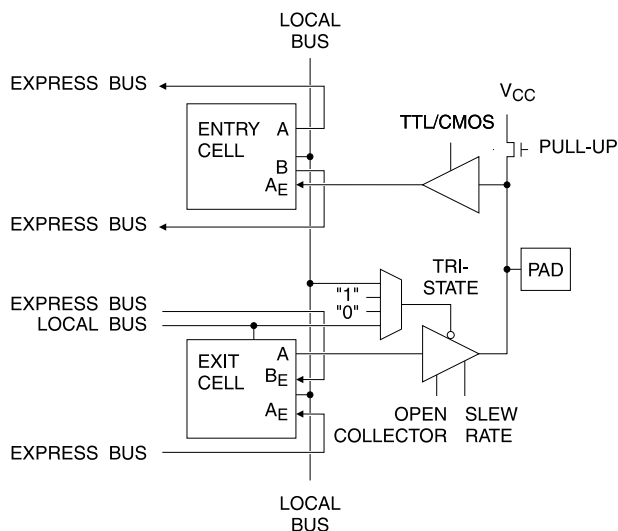 LOCAL
BUS
EXPRESS BUS
VCC
ENTRY
CELL
A
B
AE
TTL/CMOS
PULL-UP
EXPRESS BUS
PAD
TRI-
STATE
"1"
"0"
EXPRESS BUS
LOCAL BUS
EXIT
CELL
A
BE
AE
OPEN
COLLECTOR
SLEW
RATE
EXPRESS BUS
LOCAL
BUS